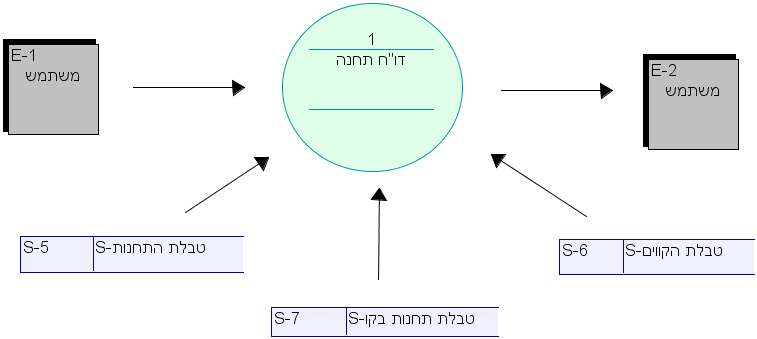 1
דו"ח תחנה
E-1
משתמש
E-2
משתמש
S-5
S-טבלת התחנות
S-6
S-טבלת הקווים
S-7
S-טבלת תחנות בקו